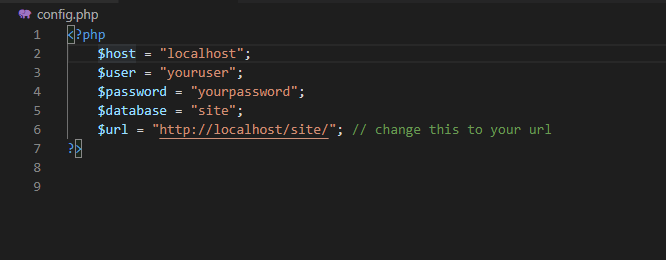 config.php
1 <?php
2 $host = "localhost";
3 $user = "youruser";
4 $password = "yourpassword";
5 $database = "site";
6 $url = "http://localhost/site/"; // change this to your url
7 ?>
8
9